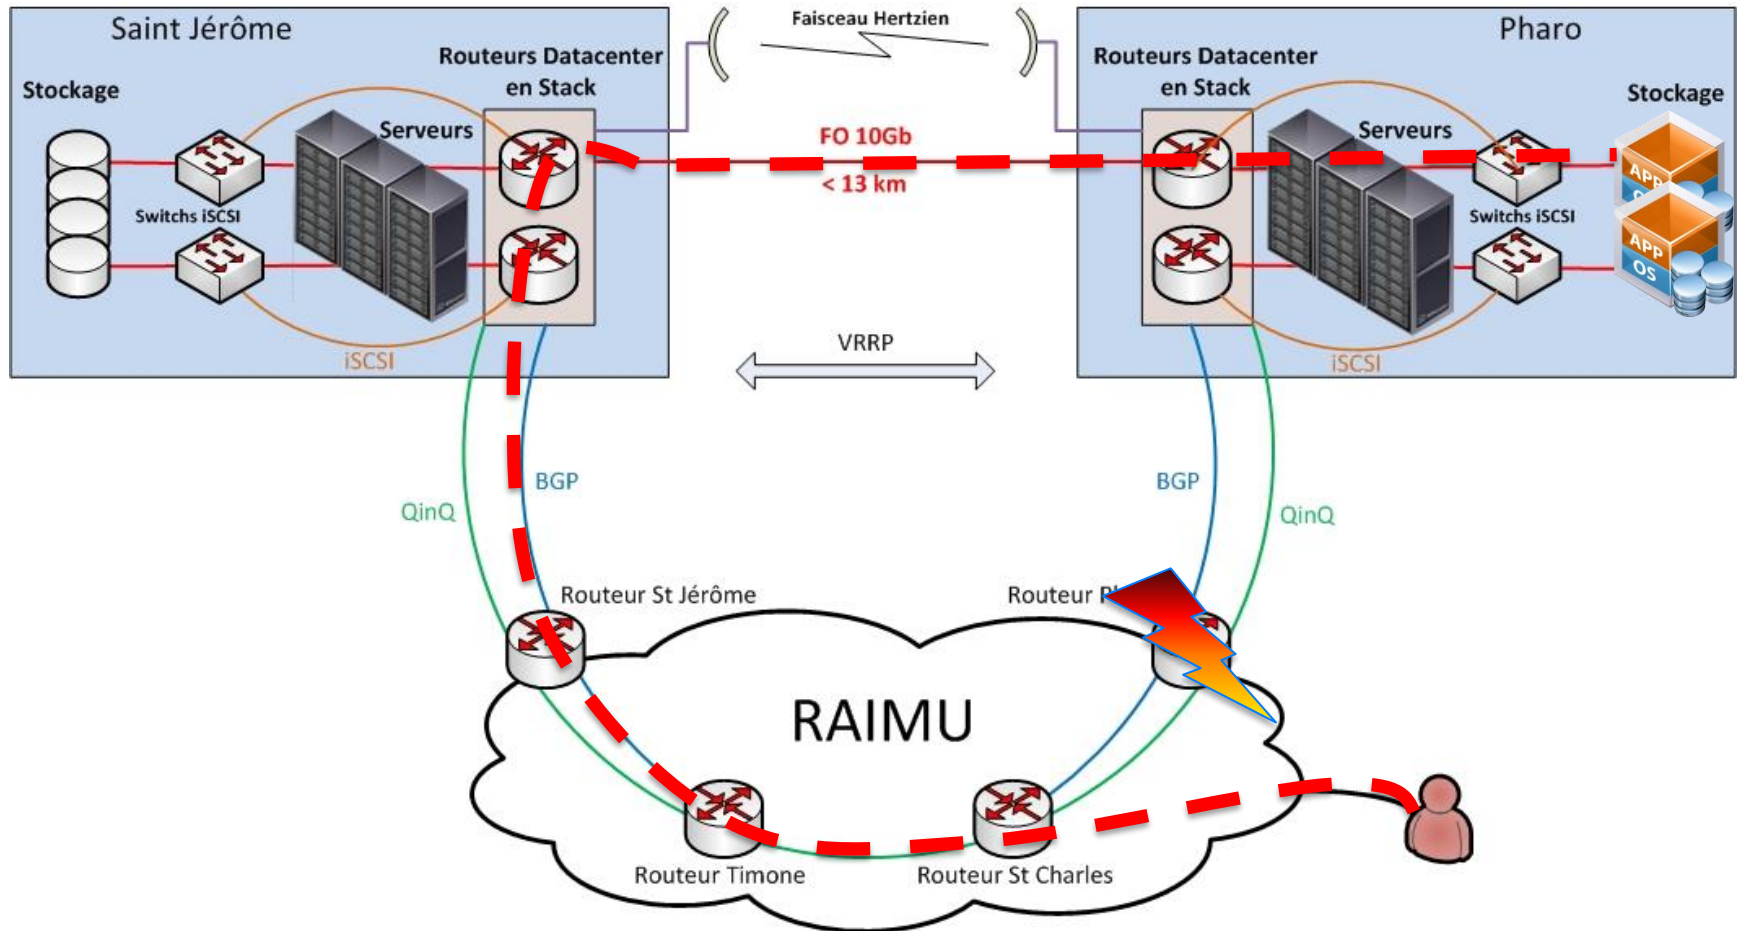 Saint Jérôme
Faisceau Hertzien
Pharo
Routeurs Datacenter
en Stack
Routeurs Datacenter
en Stack
Stockage
Stockage
Serveurs
FO 10Gb
Serveurs
< 13 km
APP
Switchs iSCSI
Switchs iSCSI
APP
OS
VRRP
iSCSI
iSCSI
BGP
BGP
QinQ
QinQ
Routeur St Jérôme
Routeur
RAIMU
Routeur Timone
Routeur St Charles